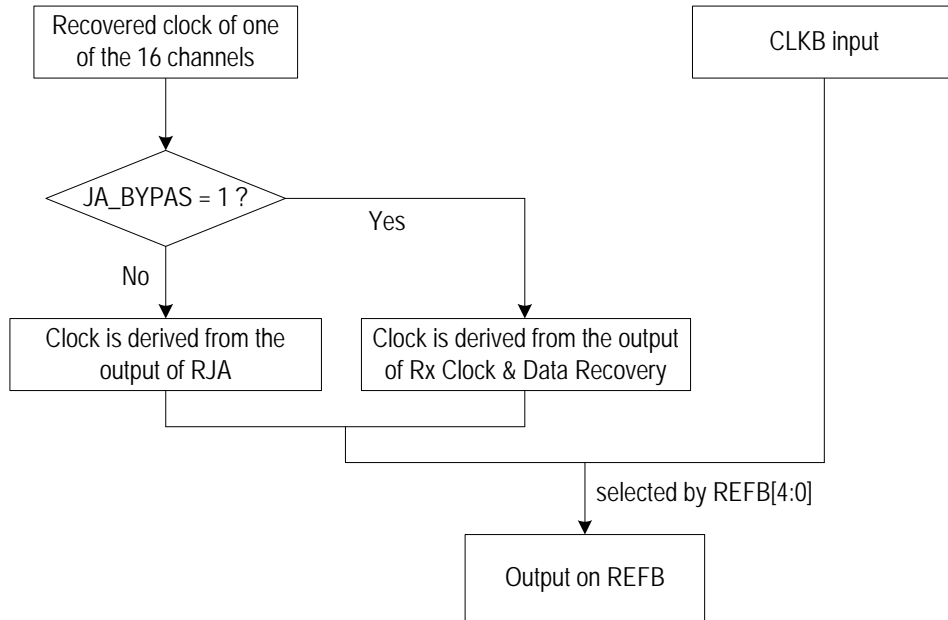 Recovered clock of one
of the 16 channels
CLKB input
JA_BYPAS = 1 ?
Yes
No
Clock is derived from the
output of RJA
Clock is derived from the output
of Rx Clock & Data Recovery
selected by REFB[4:0]
Output on REFB